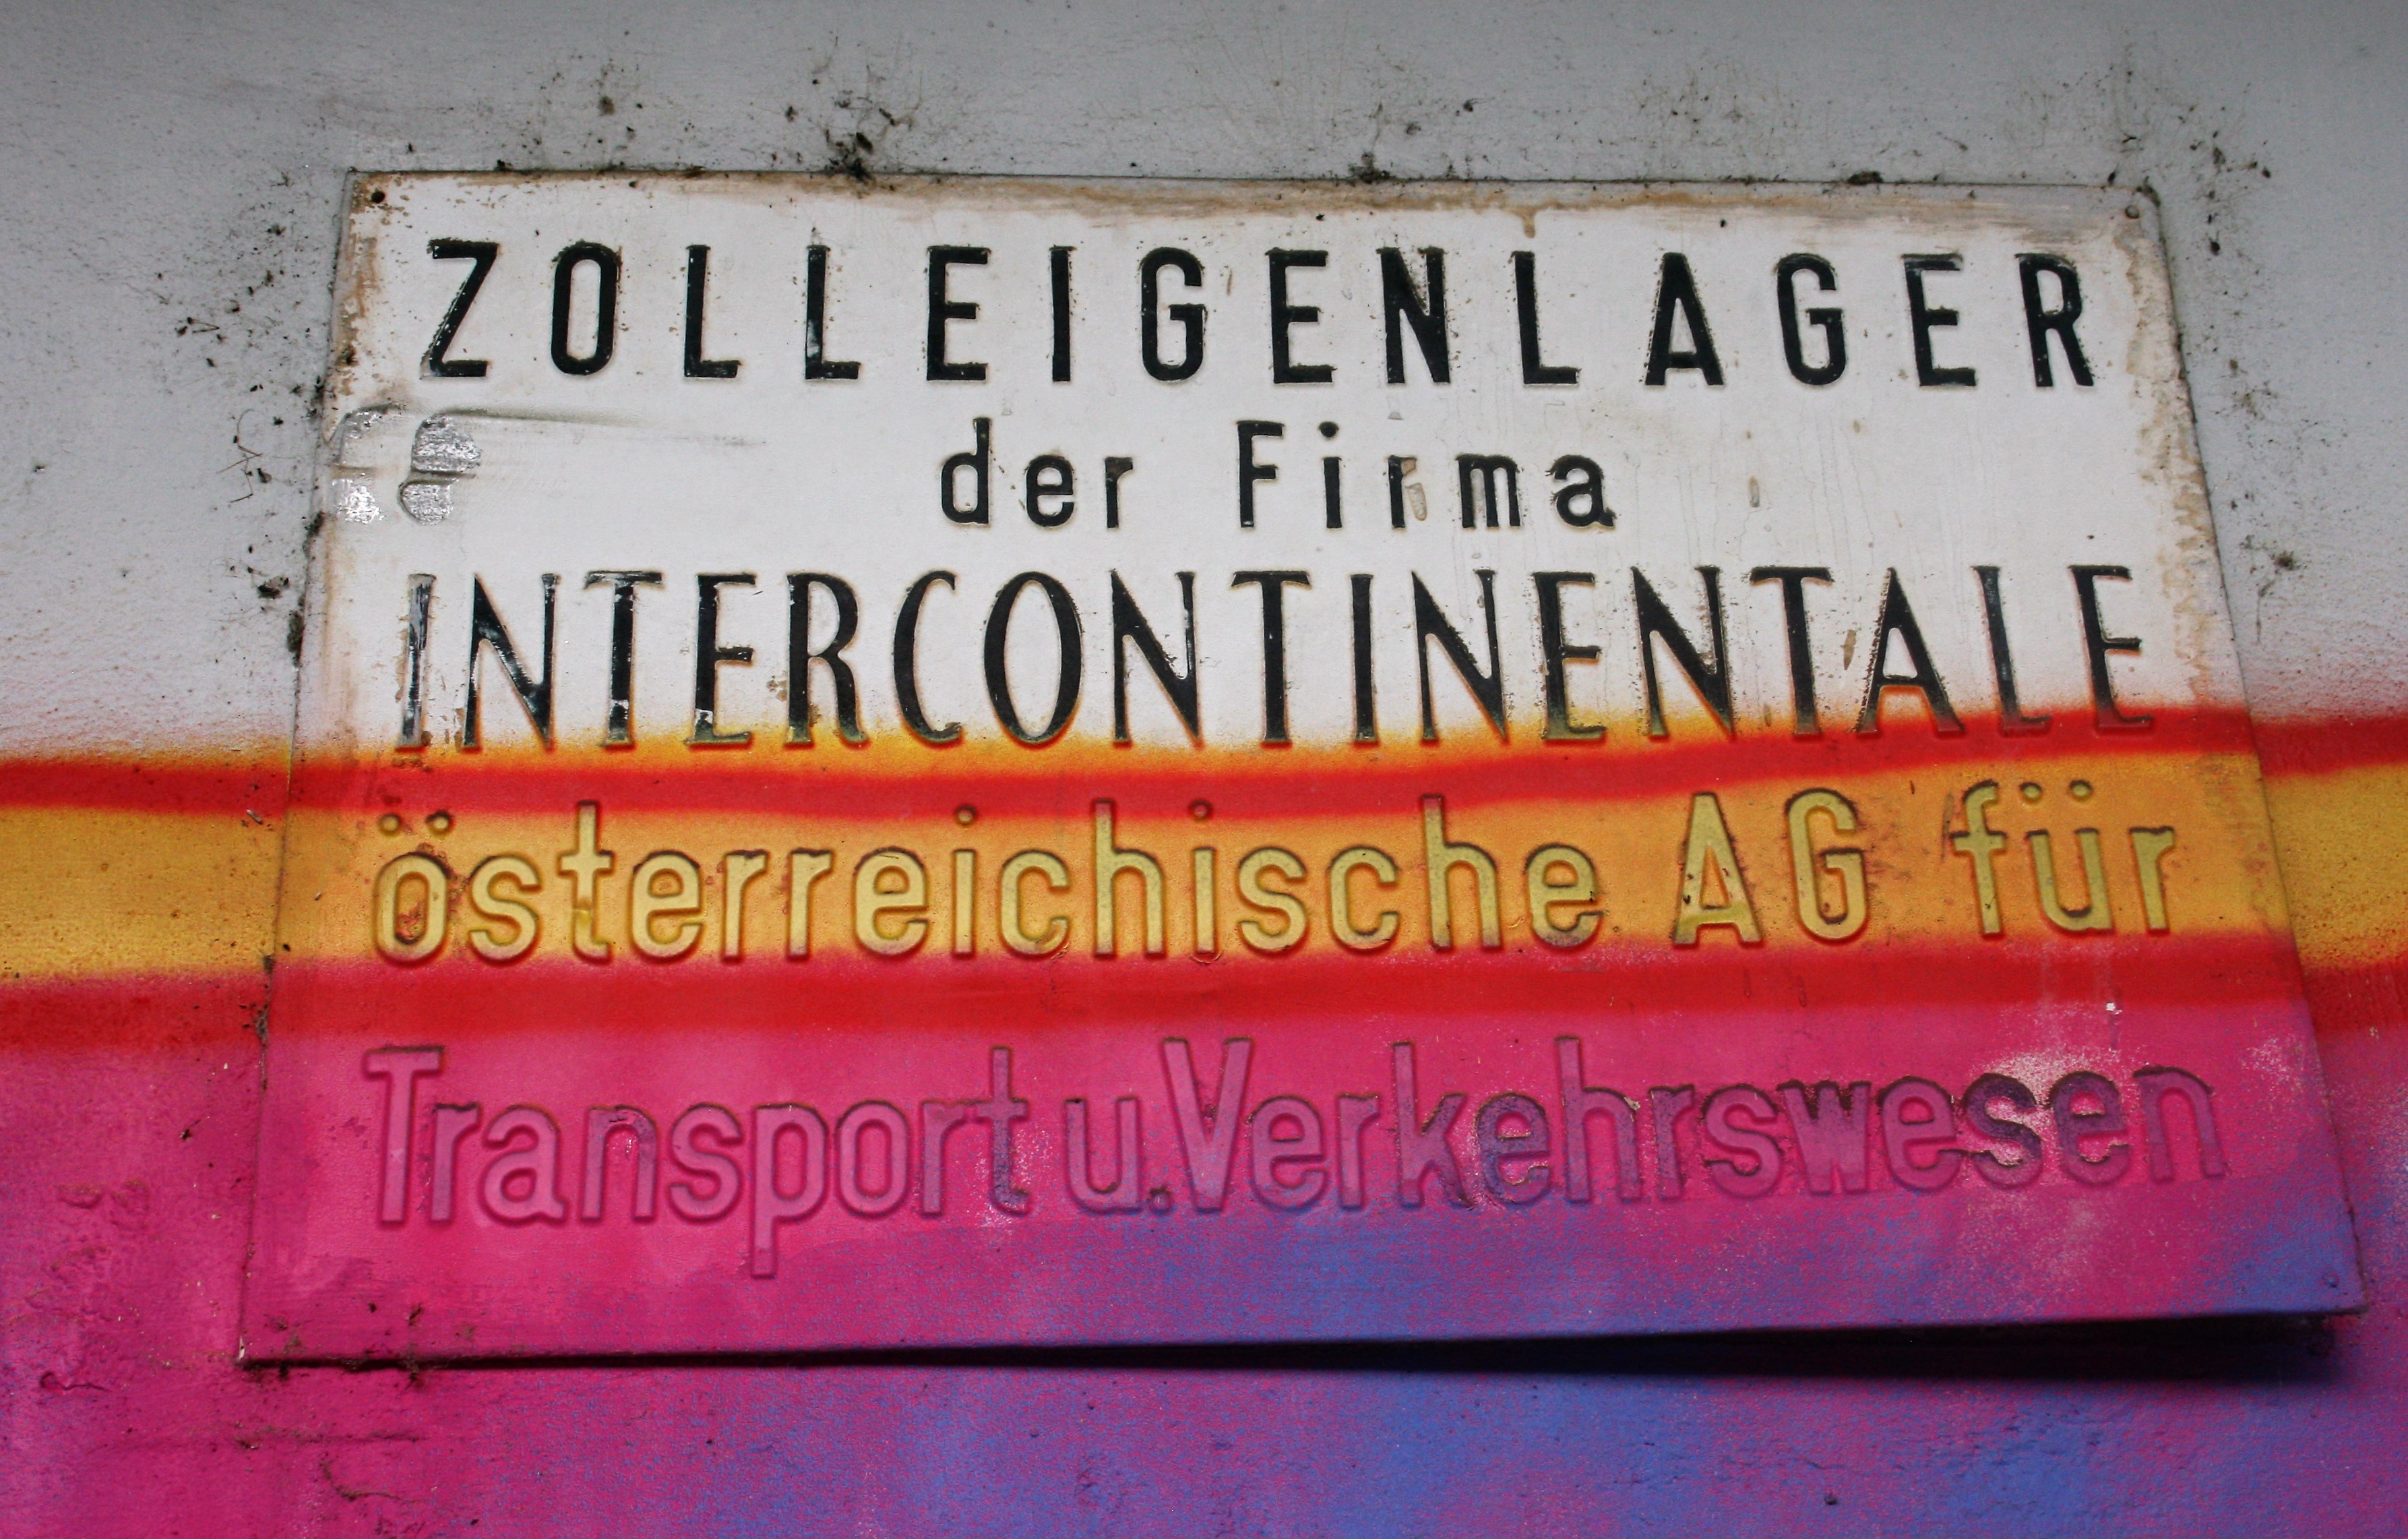 ZOLLEIGENLAGER
der Firma
INTERCONTINENTALE
österreichische AG für
Transport u. Verkehrswesen